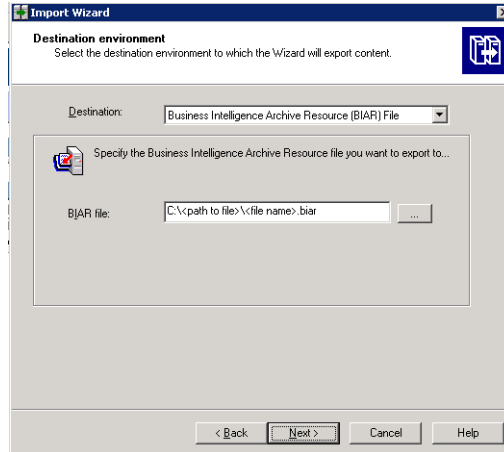 Import Wizard
Destination environment
Select the destination environment to which the Wizard will export content.
Destination:
Business Intelligence Archive Resource (BIAR) File
Specify the Business Intelligence Archive Resource file you want to export to...
BIAR file:
C:\<path to file>\<file name>.biar
...
< Back
Next >
Cancel
Help